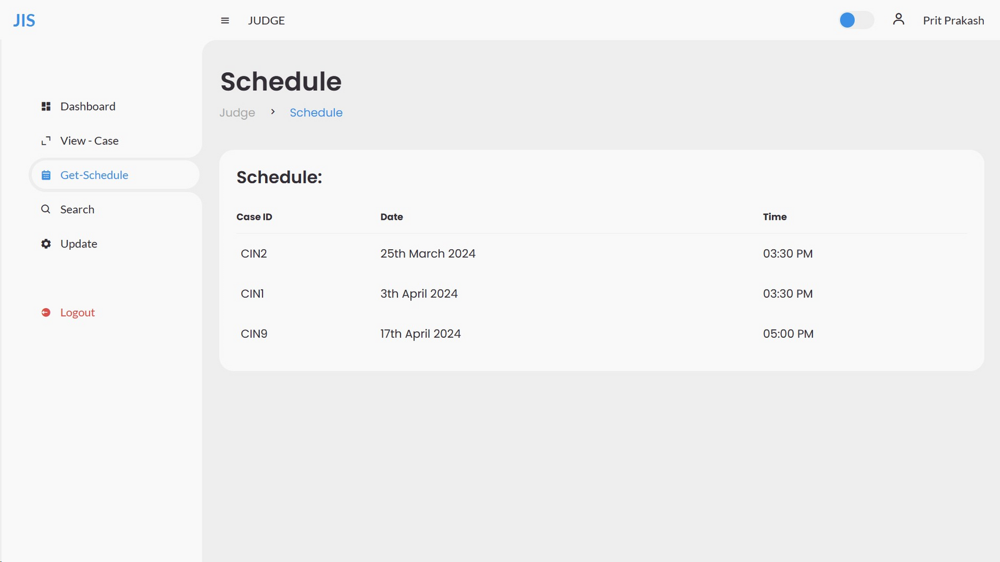 JIS
JUDGE
Prit Prakash
Dashboard
View - Case
Get-Schedule
Search
Update
Logout
Schedule
Judge > Schedule
Schedule:
Case ID Date Time
CIN2 25th March 2024 03:30 PM
CIN1 3th April 2024 03:30 PM
CIN9 17th April 2024 05:00 PM